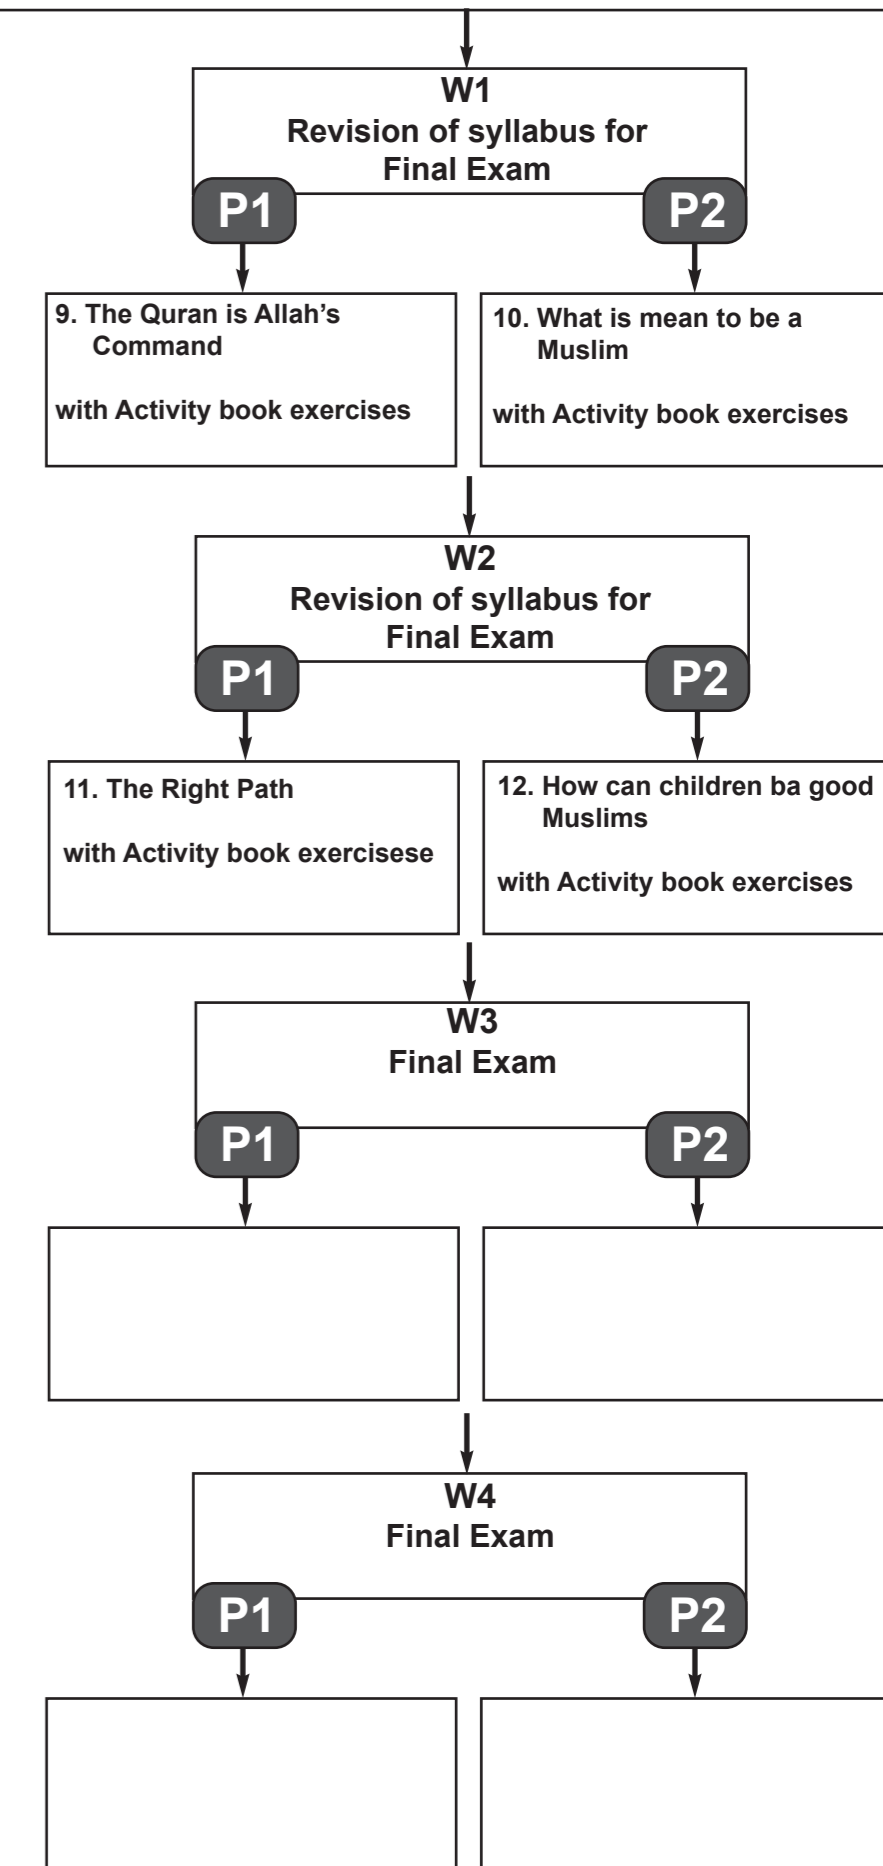 W1
Revision of syllabus for
Final Exam
P1
P2
9. The Quran is Allah’s
Command
with Activity book exercises
10. What is mean to be a
Muslim
with Activity book exercises
W2
Revision of syllabus for
Final Exam
P1
P2
11. The Right Path
with Activity book exercisese
12. How can children ba good
Muslims
with Activity book exercises
W3
Final Exam
P1
P2
W4
Final Exam
P1
P2